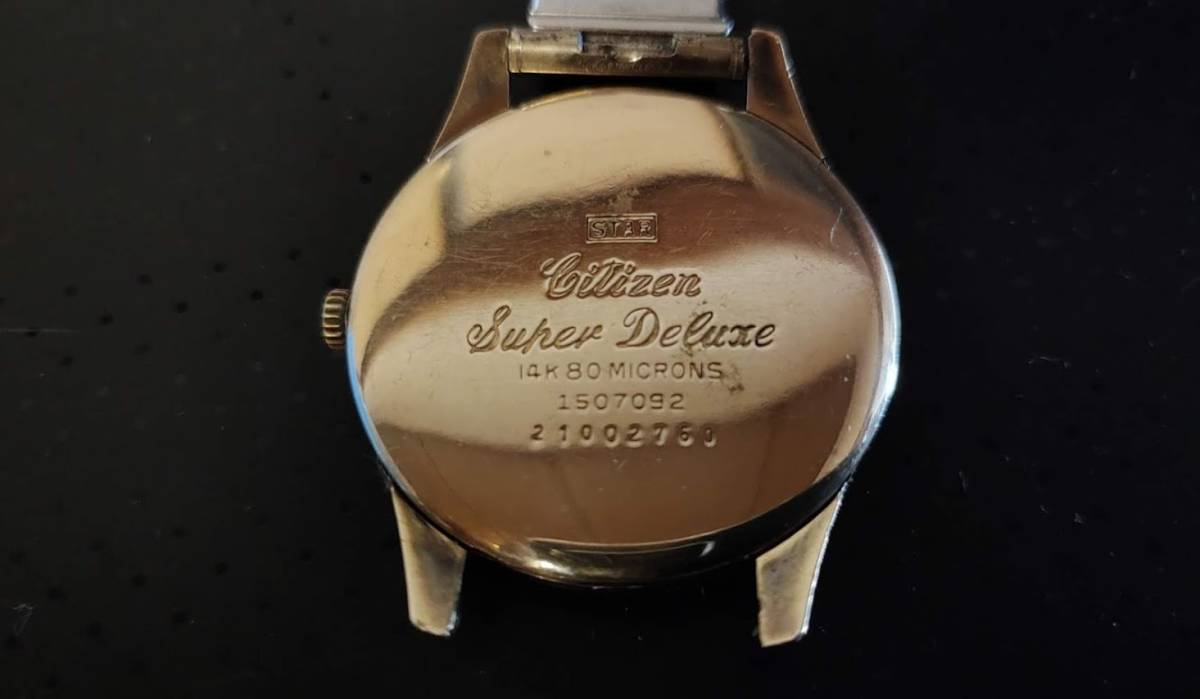 STAR
Citizen
Super Deluxe
14K 80 MICRONS
1507092
21002760